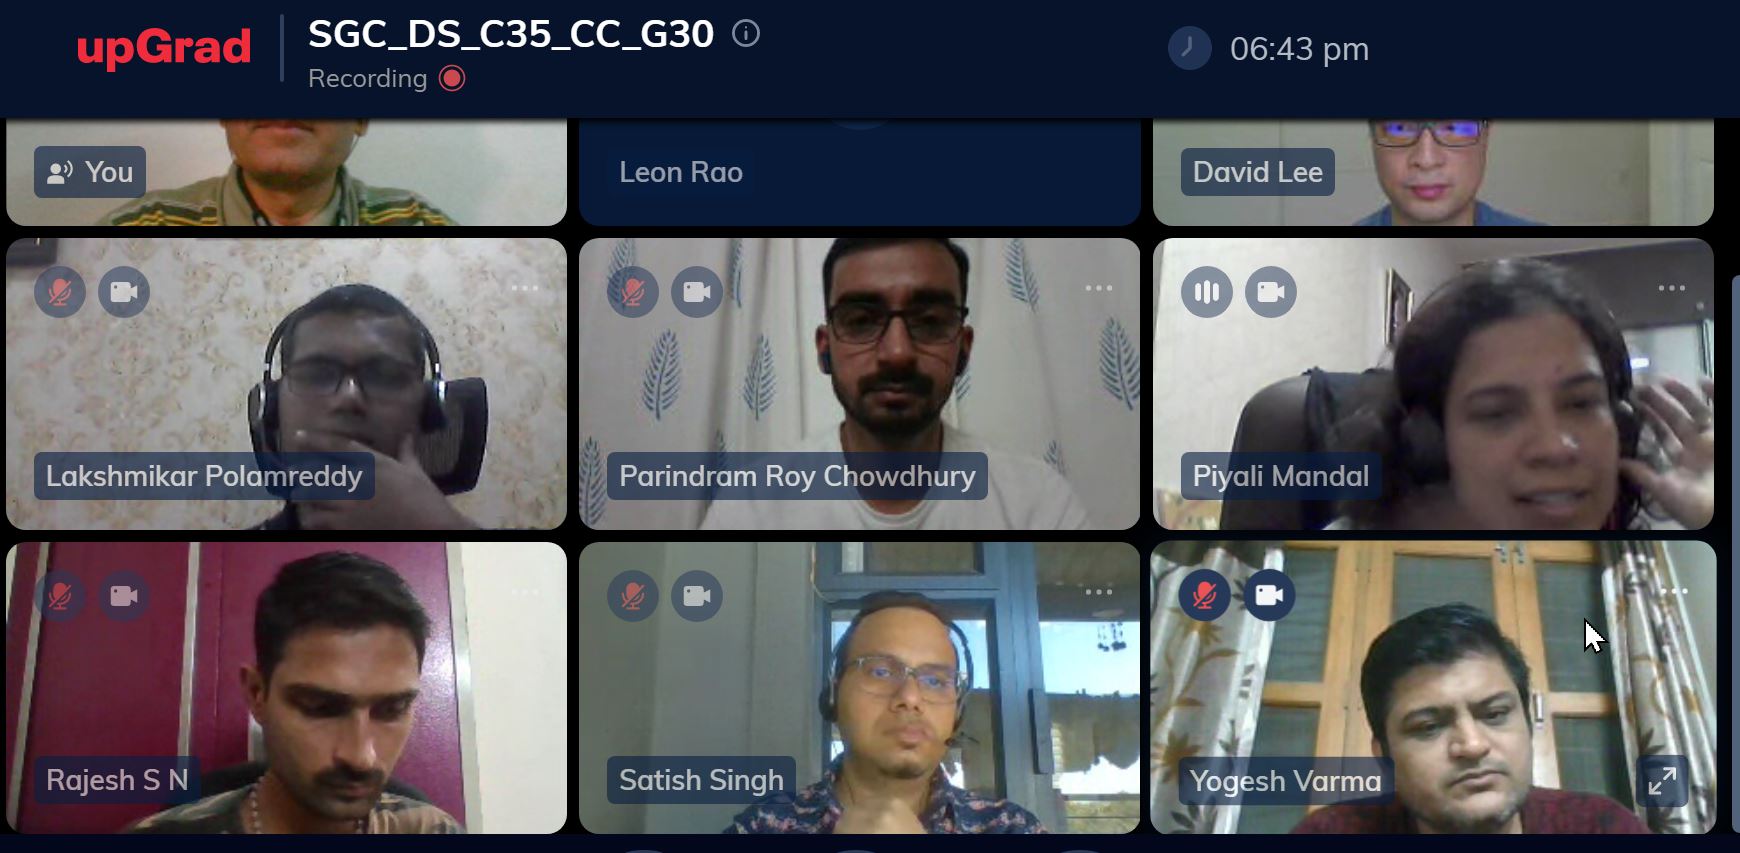 upGrad
SGC_DS_C35_CC_G30
Recording
06:43 pm
You
Leon Rao
David Lee
Lakshmikar Polamreddy
Parindram Roy Chowdhury
Piyali Mandal
Rajesh S N
Satish Singh
Yogesh Varma